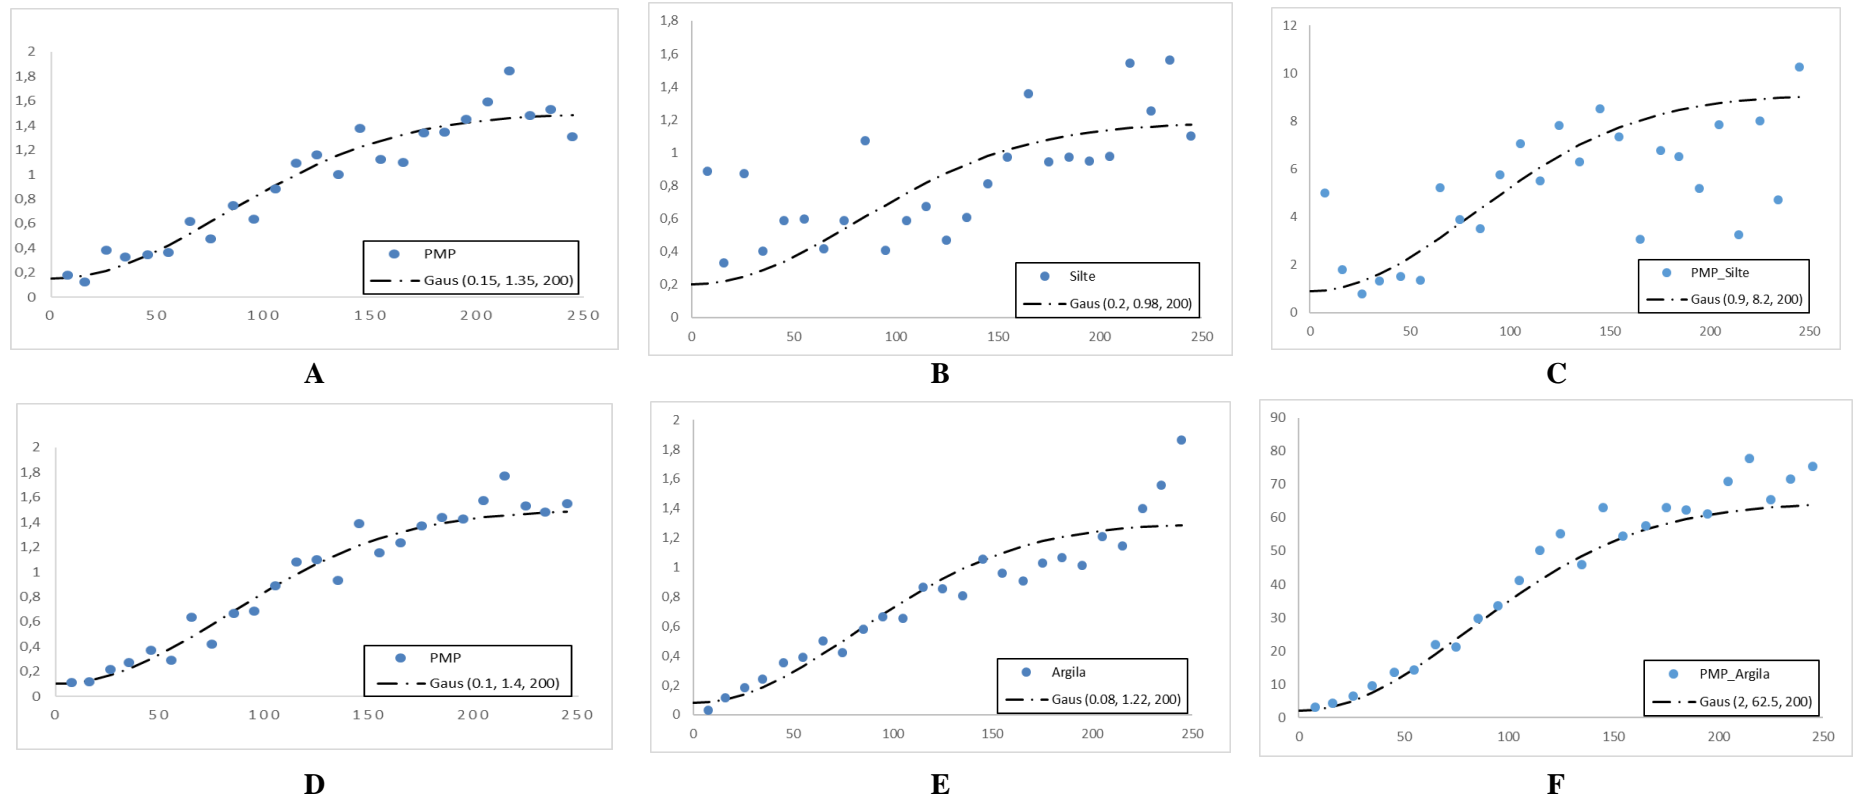 2
1,8
1,6
1,4
1,2
1
0,8
0,6
0,4
0,2
0
0 50 100 150 200 250
PMP
Gaus (0.15, 1.35, 200)
A
1,8
1,6
1,4
1,2
1
0,8
0,6
0,4
0,2
0
0 50 100 150 200 250
Silte
Gaus (0.2, 0.98, 200)
B
12
10
8
6
4
2
0
0 50 100 150 200 250
PMP_Silte
Gaus (0.9, 8.2, 200)
C
2
1,8
1,6
1,4
1,2
1
0,8
0,6
0,4
0,2
0
0 50 100 150 200 250
PMP
Gaus (0.1, 1.4, 200)
D
2
1,8
1,6
1,4
1,2
1
0,8
0,6
0,4
0,2
0
0 50 100 150 200 250
Argila
Gaus (0.08, 1.22, 200)
E
90
80
70
60
50
40
30
20
10
0
0 50 100 150 200 250
PMP_Argila
Gaus (2, 62.5, 200)
F